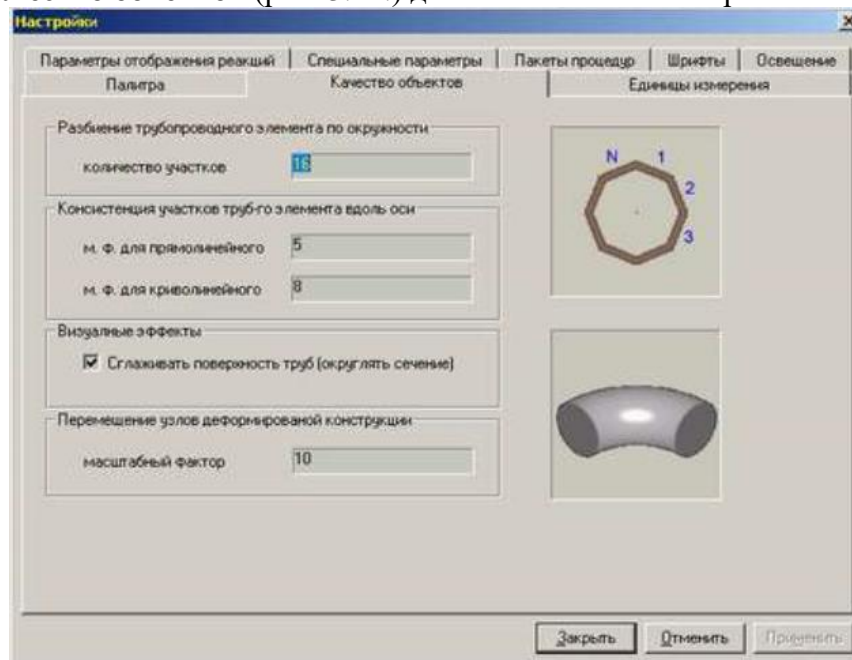 Настройки
Параметры отображения реакций Специальные параметры Пакеты процедур Шрифты Освещение
Палитра Качество объектов Единицы измерения
Разбиение трубопроводного элемента по окружности
количество участков 16
Консистенция участков труб-го элемента вдоль оси
м. Ф. для прямолинейного 5
м. Ф. для криволинейного 8
Визуалные эффекты
Сглаживать поверхность труб (округлять сечение)
Перемещение узлов деформированой конструкции
масштабный фактор 10
N 1
2
3
Закрыть Отменить Применить